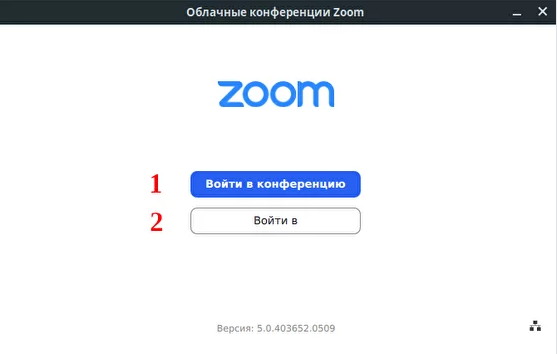 Облачные конференции Zoom
zoom
1 Войти в конференцию
2 Войти в
Версия: 5.0.403652.0509